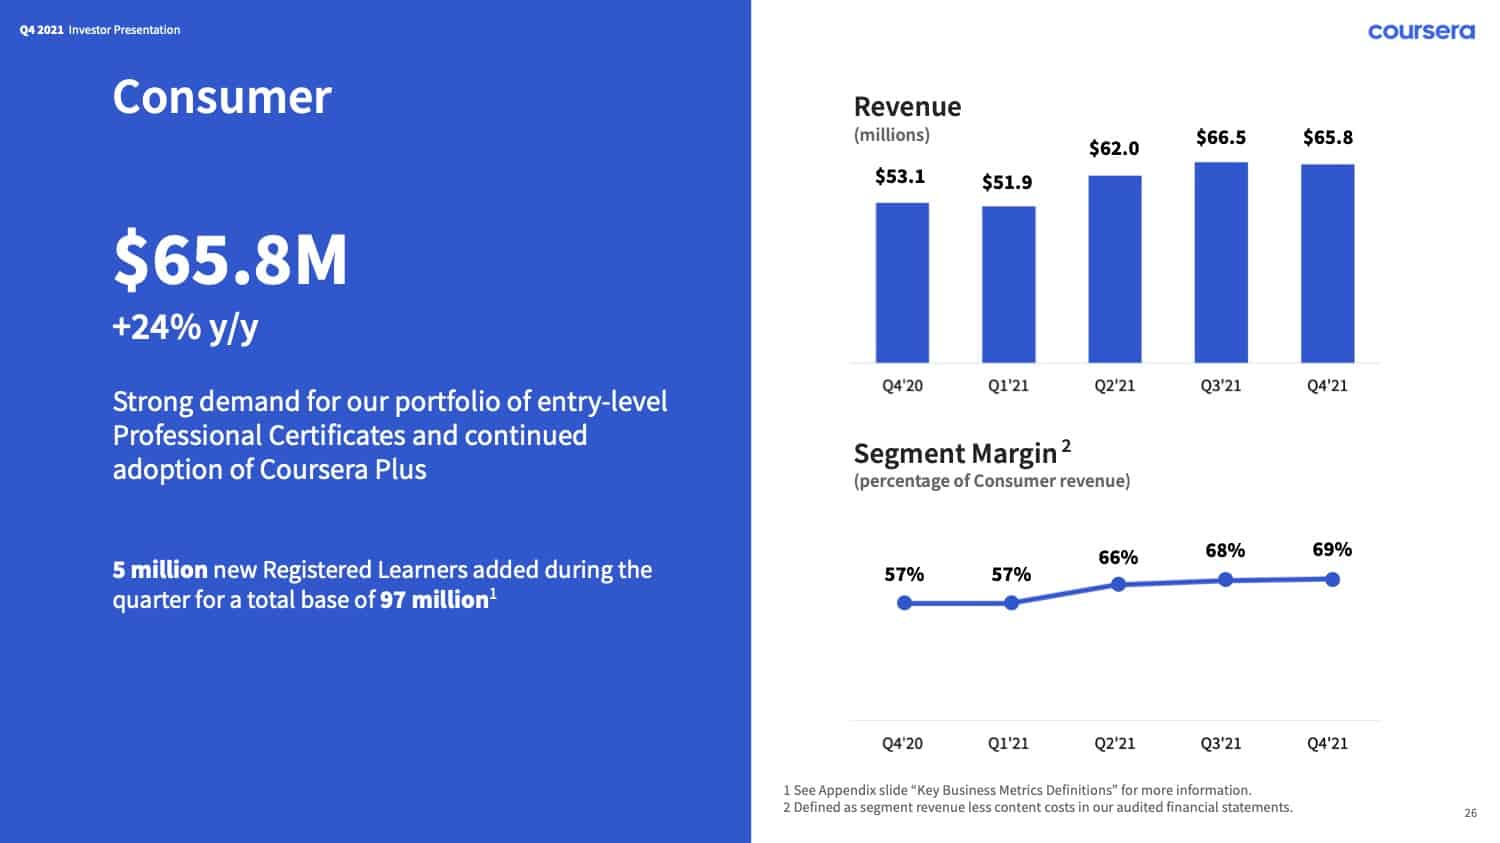 Q4 2021 Investor Presentation
coursera
Consumer
$65.8M
+24% y/y
Strong demand for our portfolio of entry-level
Professional Certificates and continued
adoption of Coursera Plus
5 million new Registered Learners added during the
quarter for a total base of 97 million1
Revenue
(millions)
$53.1 $51.9 $62.0 $66.5 $65.8
Q4'20 Q1'21 Q2'21 Q3'21 Q4'21
Segment Margin 2
(percentage of Consumer revenue)
57% 57% 66% 68% 69%
Q4'20 Q1'21 Q2'21 Q3'21 Q4'21
1 See Appendix slide “Key Business Metrics Definitions” for more information.
2 Defined as segment revenue less content costs in our audited financial statements.
26